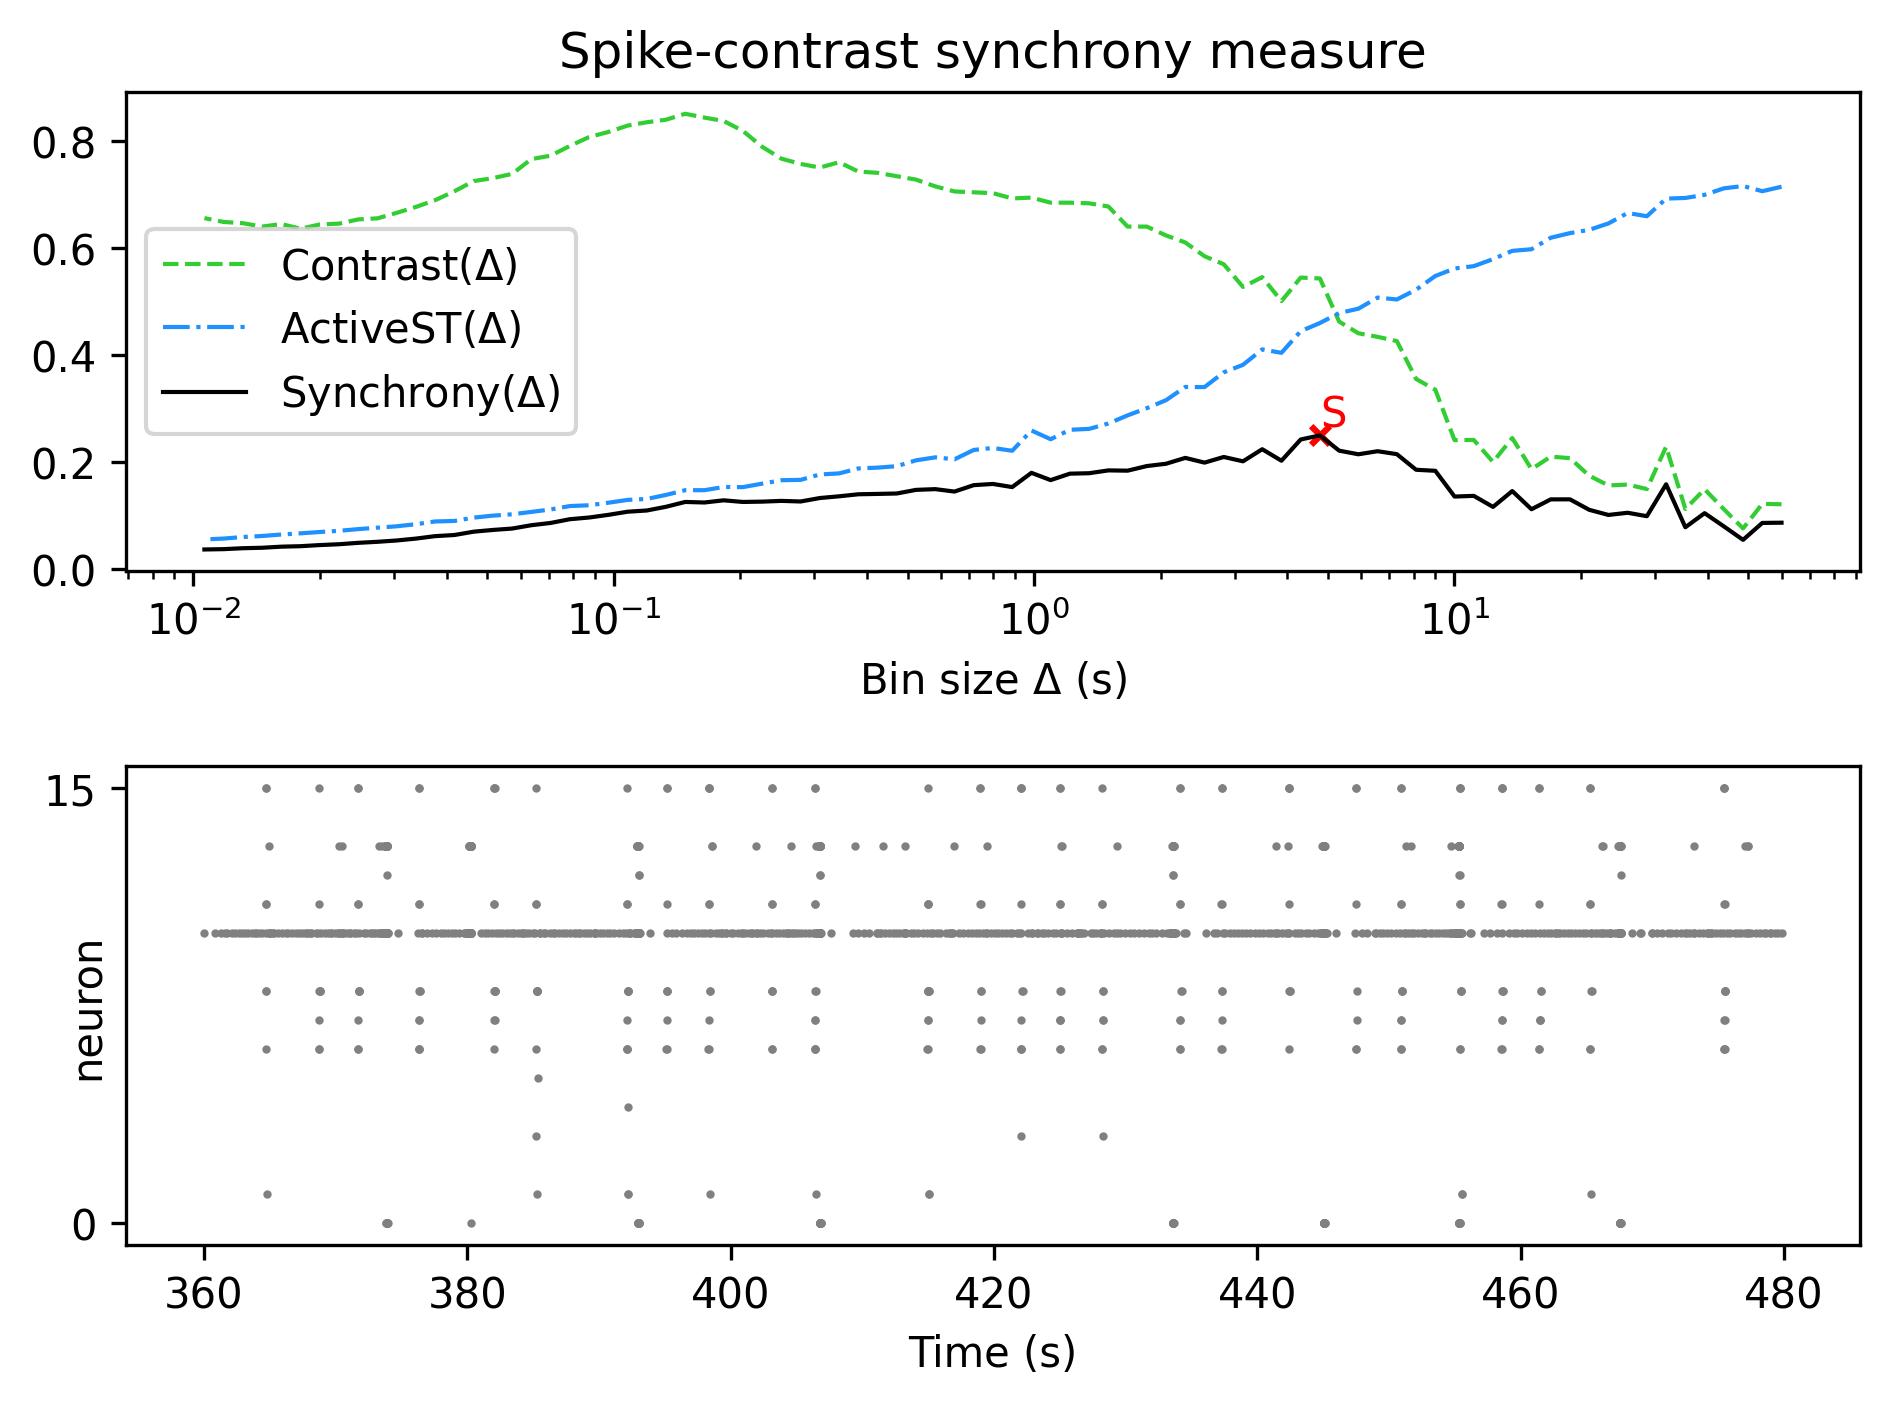 Spike-contrast synchrony measure
0.8
0.6
0.4
0.2
0.0
Contrast(Δ)
ActiveST(Δ)
Synchrony(Δ)
S
10⁻² 10⁻¹ 10⁰ 10¹
Bin size Δ (s)
15
0
neuron
360 380 400 420 440 460 480
Time (s)